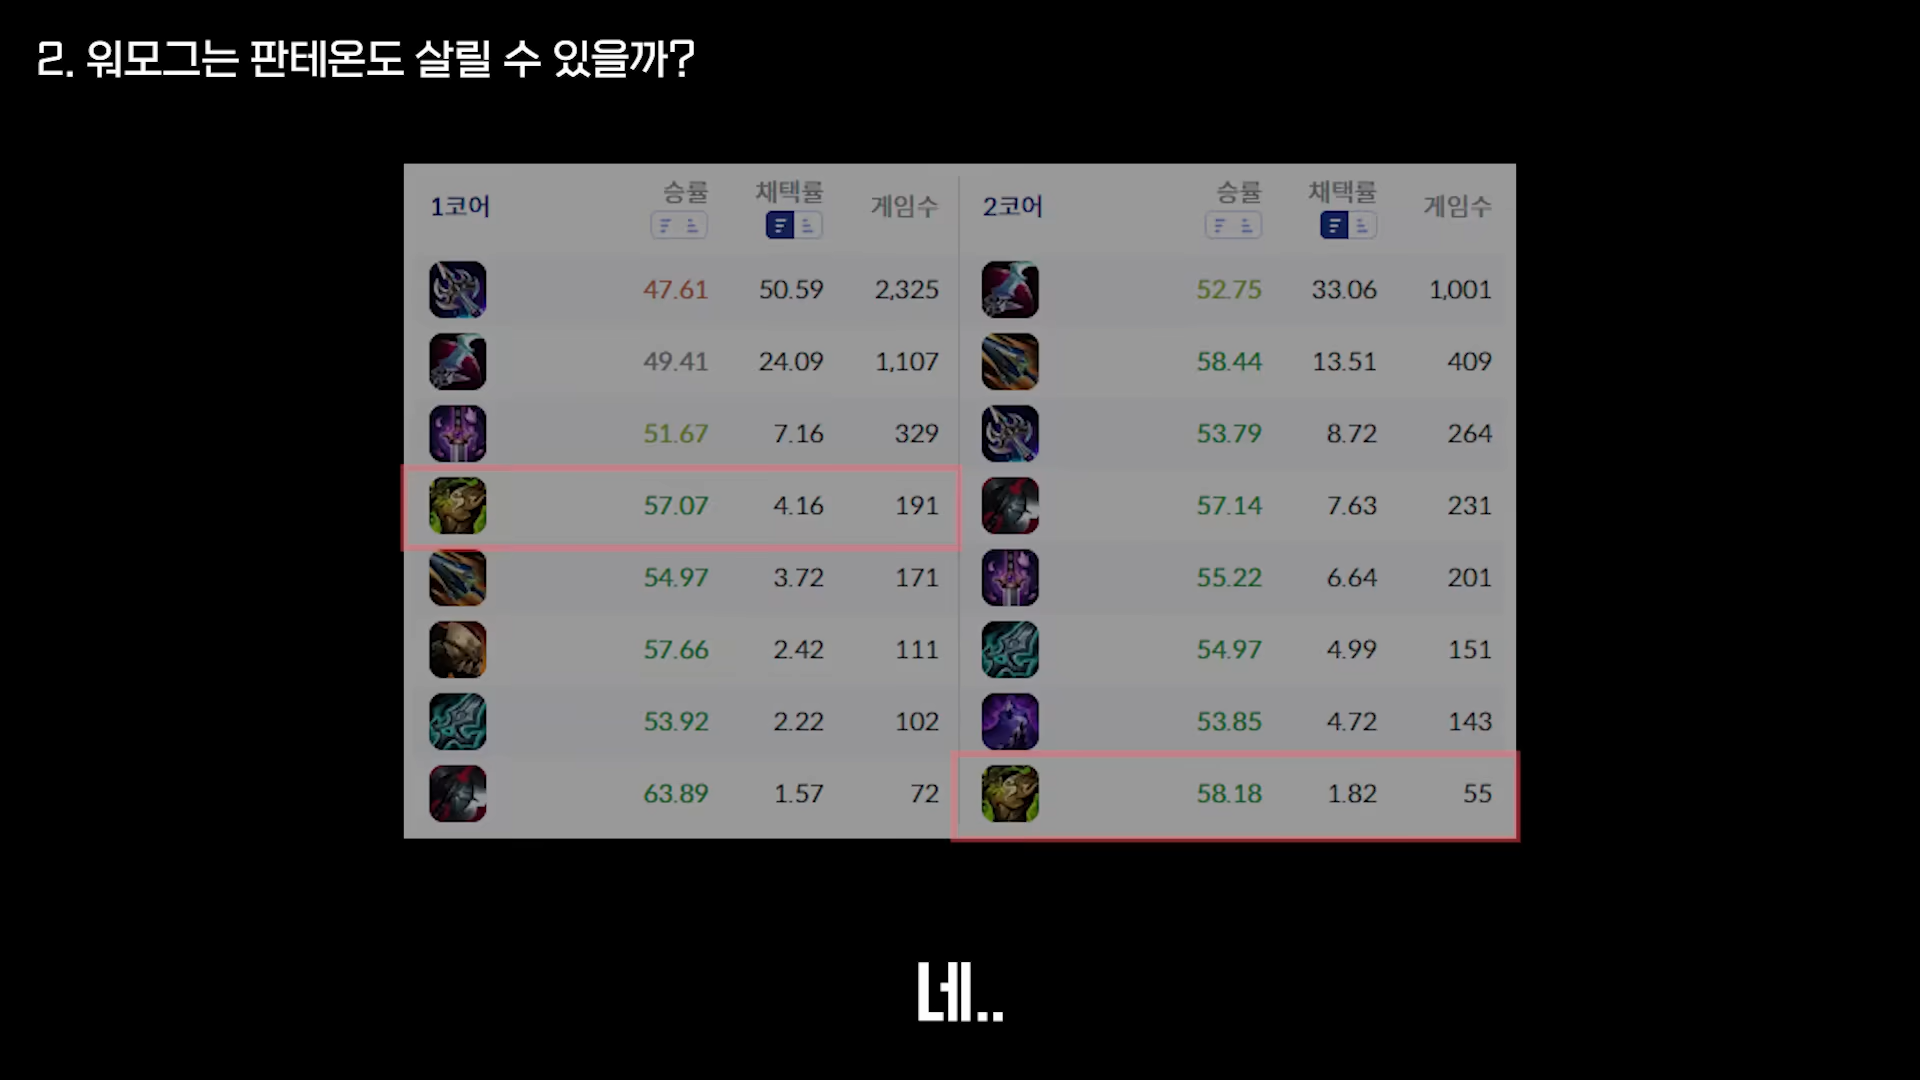 2. 워모그는 판테온도 살릴 수 있을까?
1코어 승률 채택률 게임수 2코어 승률 채택률 게임수
47.61 50.59 2,325 52.75 33.06 1,001
49.41 24.09 1,107 58.44 13.51 409
51.67 7.16 329 53.79 8.72 264
57.07 4.16 191 57.14 7.63 231
54.97 3.72 171 55.22 6.64 201
57.66 2.42 111 54.97 4.99 151
53.92 2.22 102 53.85 4.72 143
63.89 1.57 72 58.18 1.82 55
네..